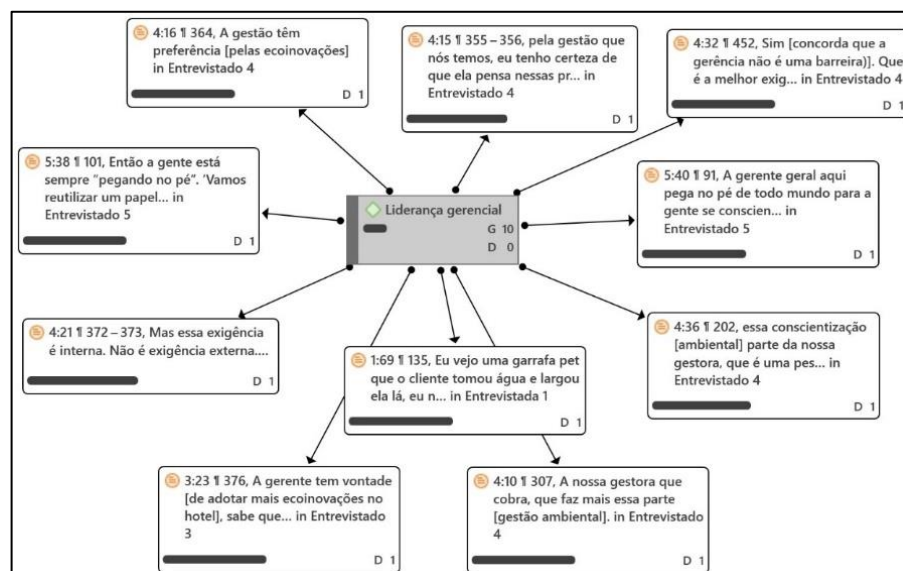 4:16 ¶ 364, A gestão têm
preferência [pelas ecoinovações]
in Entrevistado 4
D 1
4:15 ¶ 355 – 356, pela gestão que
nós temos, eu tenho certeza de
que ela pensa nessas pr... in
Entrevistado 4
D 1
4:32 ¶ 452, Sim [concorda que a
gerência não é uma barreira)]. Que
é a melhor exig... in Entrevistado 4
D 1
5:38 ¶ 101, Então a gente está
sempre “pegando no pé”. ‘Vamos
reutilizar um papel... in
Entrevistado 5
D 1
Liderança gerencial
G 10
D 0
5:40 ¶ 91, A gerente geral aqui
pega no pé de todo mundo para a
gente se conscien... in
Entrevistado 5
D 1
4:21 ¶ 372 – 373, Mas essa exigência
é interna. Não é exigência externa....
D 1
1:69 ¶ 135, Eu vejo uma garrafa pet
que o cliente tomou água e largou
ela lá, eu n... in Entrevistada 1
D 1
4:36 ¶ 202, essa conscientização
[ambiental] parte da nossa
gestora, que é uma pes... in
Entrevistado 4
D 1
3:23 ¶ 376, A gerente tem vontade
[de adotar mais ecoinovações no
hotel], sabe que... in Entrevistado
3
D 1
4:10 ¶ 307, A nossa gestora que
cobra, que faz mais essa parte
[gestão ambiental]. in Entrevistado
4
D 1